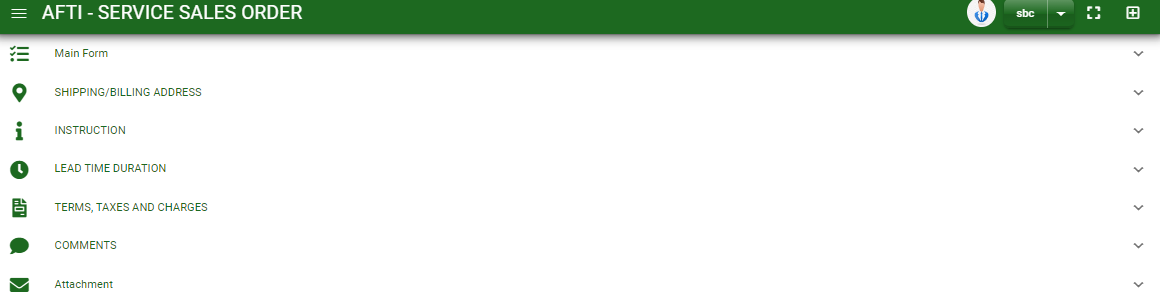 AFTI - SERVICE SALES ORDER
sbc
Main Form
SHIPPING/BILLING ADDRESS
INSTRUCTION
LEAD TIME DURATION
TERMS, TAXES AND CHARGES
COMMENTS
Attachment